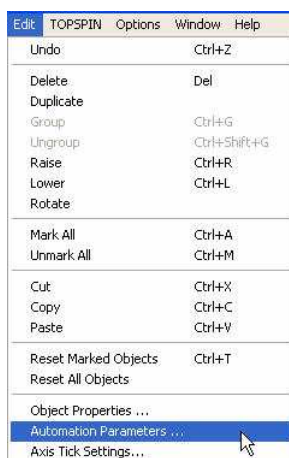 Edit TOPSPIN Options Window Help
Undo Ctrl+Z
Delete Del
Duplicate
Group Ctrl+G
Ungroup Ctrl+Shift+G
Raise Ctrl+R
Lower Ctrl+L
Rotate
Mark All Ctrl+A
Unmark All Ctrl+M
Cut Ctrl+X
Copy Ctrl+C
Paste Ctrl+V
Reset Marked Objects Ctrl+T
Reset All Objects
Object Properties ...
Automation Parameters ...
Axis Tick Settings...